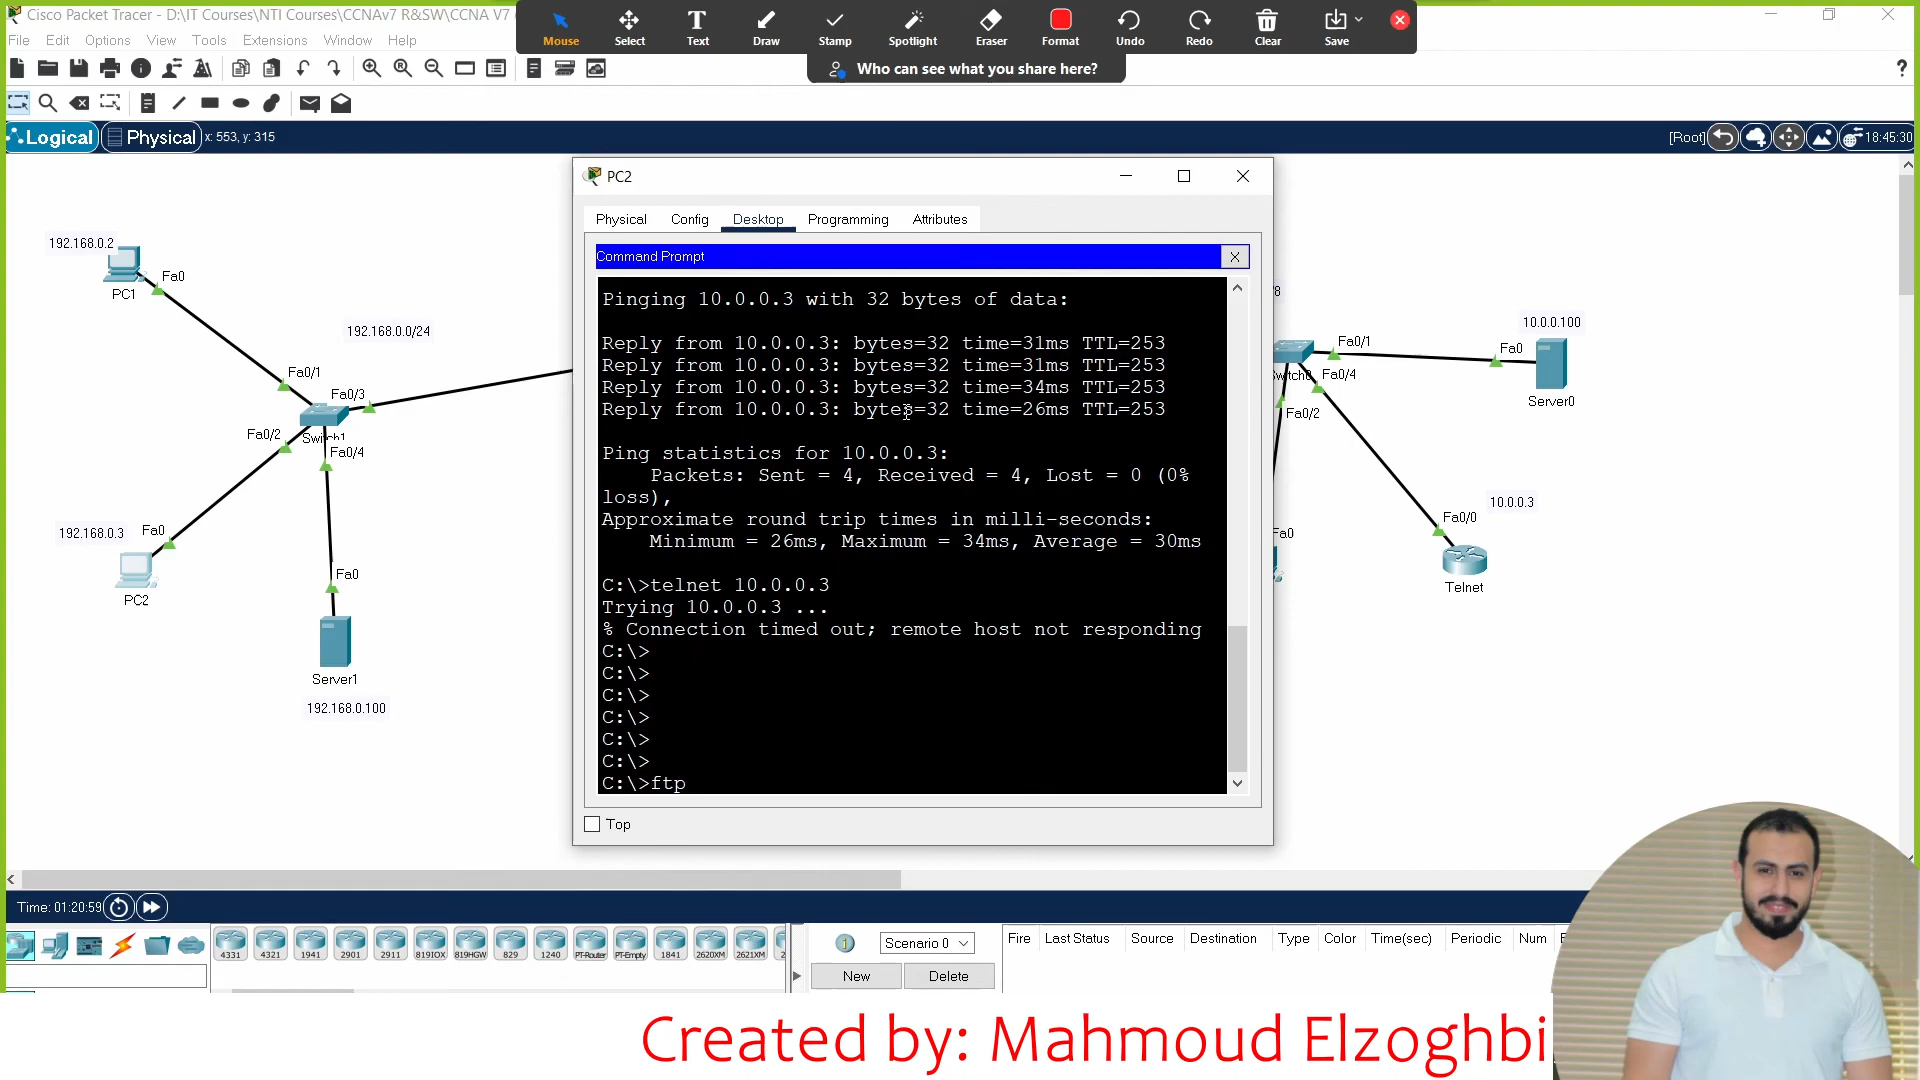 Cisco Packet Tracer - D:\IT Courses\NTI Courses\CCNAv7 R&SW\CCNA V7
Mouse
Select
Text
Draw
Stamp
Spotlight
Eraser
Format
Undo
Redo
Clear
Save
Who can see what you share here?
File Edit Options View Tools Extensions Window Help
?
Logical
Physical
x: 553, y: 315
[Root]
18:45:30
PC2
Physical Config Desktop Programming Attributes
Command Prompt
Pinging 10.0.0.3 with 32 bytes of data:
Reply from 10.0.0.3: bytes=32 time=31ms TTL=253
Reply from 10.0.0.3: bytes=32 time=31ms TTL=253
Reply from 10.0.0.3: bytes=32 time=34ms TTL=253
Reply from 10.0.0.3: bytes=32 time=26ms TTL=253
Ping statistics for 10.0.0.3:
Packets: Sent = 4, Received = 4, Lost = 0 (0%
loss),
Approximate round trip times in milli-seconds:
Minimum = 26ms, Maximum = 34ms, Average = 30ms
C:\>telnet 10.0.0.3
Trying 10.0.0.3 ...
% Connection timed out; remote host not responding
C:\>
C:\>
C:\>
C:\>
C:\>
C:\>
C:\>ftp
Top
192.168.0.2
Fa0
PC1
192.168.0.0/24
Fa0/1
Fa0/3
Fa0/2
Switch1
Fa0/4
192.168.0.3
Fa0
PC2
Fa0
Server1
192.168.0.100
/8
Fa0/1
Fa0/4
Fa0/2
Fa0
10.0.0.100
Fa0
Server0
10.0.0.3
Fa0/0
Telnet
Time: 01:20:59
4331 4321 1941 2901 2911 819IOX 819HGW 829 1240 PT-Router PT-Empty 1841 2620XM 2621XM
Scenario 0
New
Delete
Fire Last Status Source Destination Type Color Time(sec) Periodic Num
Created by: Mahmoud Elzoghbi